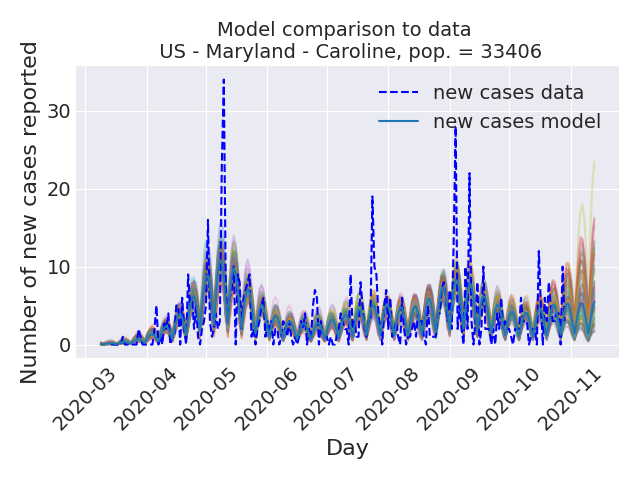 Model comparison to data
US - Maryland - Caroline, pop. = 33406
Number of new cases reported
30
20
10
0
new cases data
new cases model
2020-03
2020-04
2020-05
2020-06
2020-07
2020-08
2020-09
2020-10
2020-11
Day